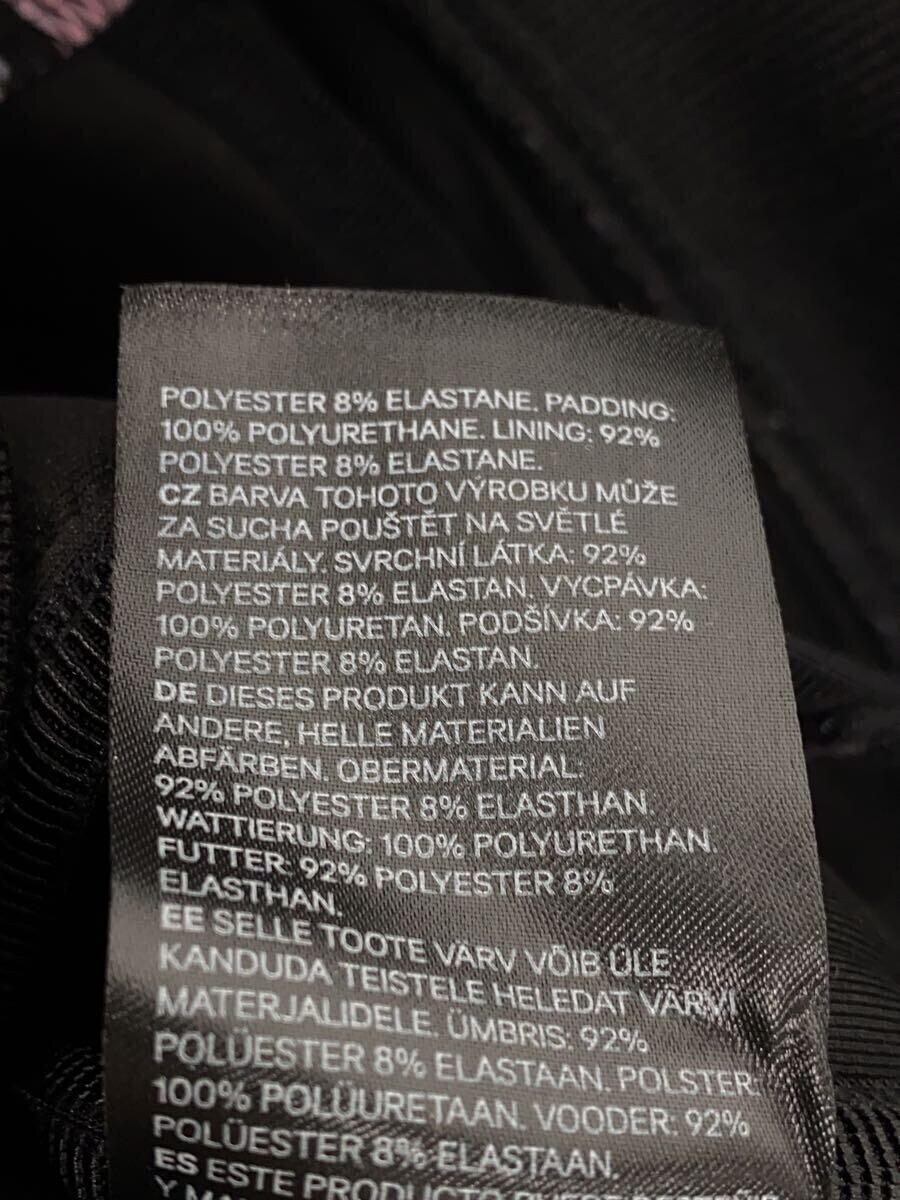 POLYESTER 8% ELASTANE. PADDING:
100% POLYURETHANE. LINING: 92%
POLYESTER 8% ELASTANE.
CZ BARVA TOHOTO VÝROBKU MŮŽE
ZA SUCHA POUŠTĚT NA SVĚTLÉ
MATERIÁLY. SVRCHNÍ LÁTKA: 92%
POLYESTER 8% ELASTAN. VYCPÁVKA:
100% POLYURETAN. PODŠÍVKA: 92%
POLYESTER 8% ELASTAN.
DE DIESES PRODUKT KANN AUF
ANDERE, HELLE MATERIALIEN
ABFÄRBEN. OBERMATERIAL:
92% POLYESTER 8% ELASTHAN.
WATTIERUNG: 100% POLYURETHAN.
FUTTER: 92% POLYESTER 8%
ELASTHAN.
EE SELLE TOOTE VÄRV VÕIB ÜLE
KANDUDA TEISTELE HELEDAT VÄRVI
MATERJALIDELE. ÜMBRIS: 92%
POLÜESTER 8% ELASTAAN. POLSTER:
100% POLÜURETAAN. VOODER: 92%
POLÜESTER 8% ELASTAAN.
ES ESTE PRODUCTO PUEDE
Y